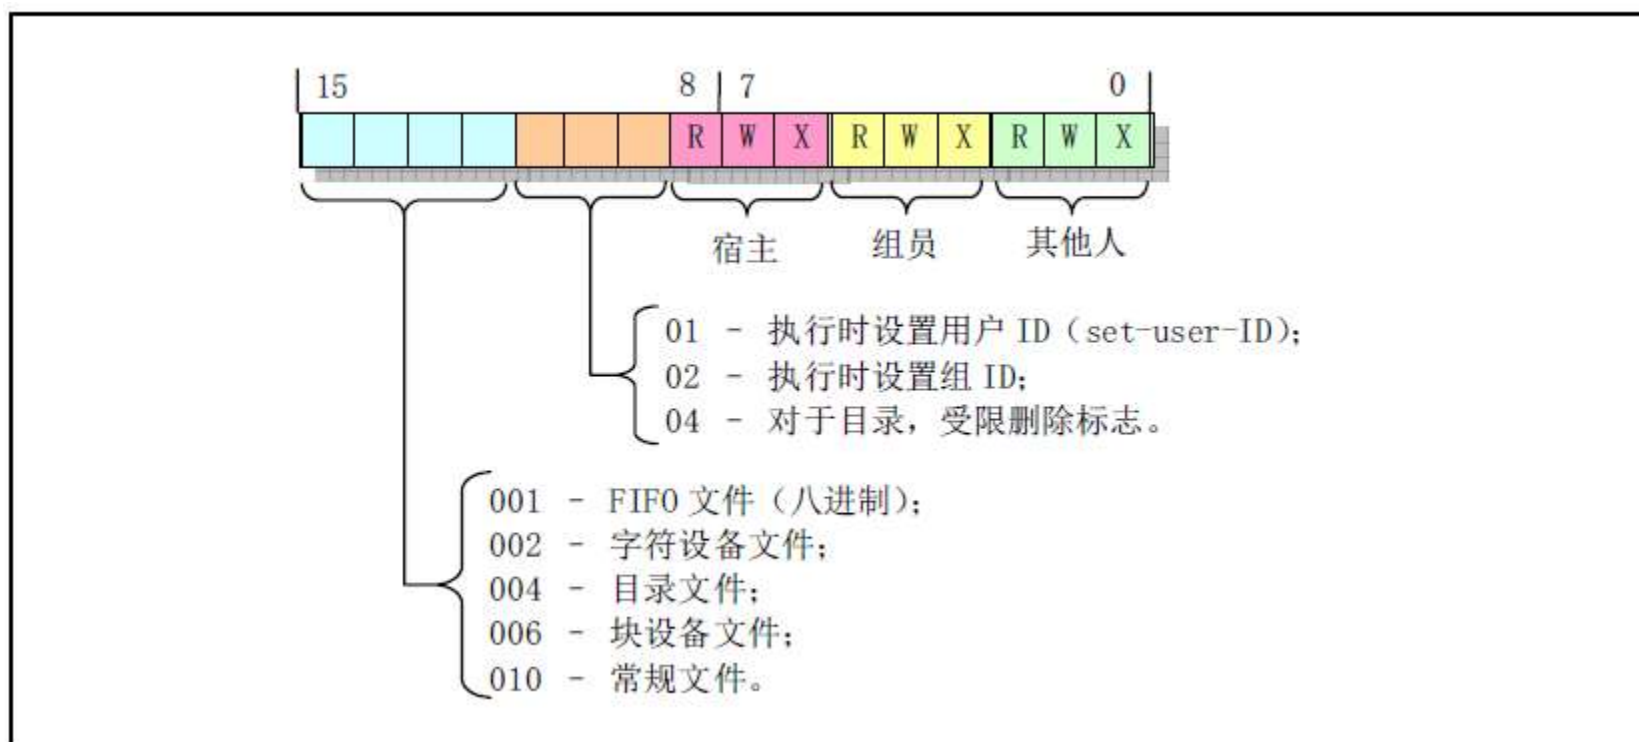 15 8 7 0
R W X R W X R W X
宿主 组员 其他人
01 - 执行时设置用户 ID（set-user-ID）;
02 - 执行时设置组 ID;
04 - 对于目录，受限删除标志。
001 - FIFO 文件（八进制）;
002 - 字符设备文件;
004 - 目录文件;
006 - 块设备文件;
010 - 常规文件。